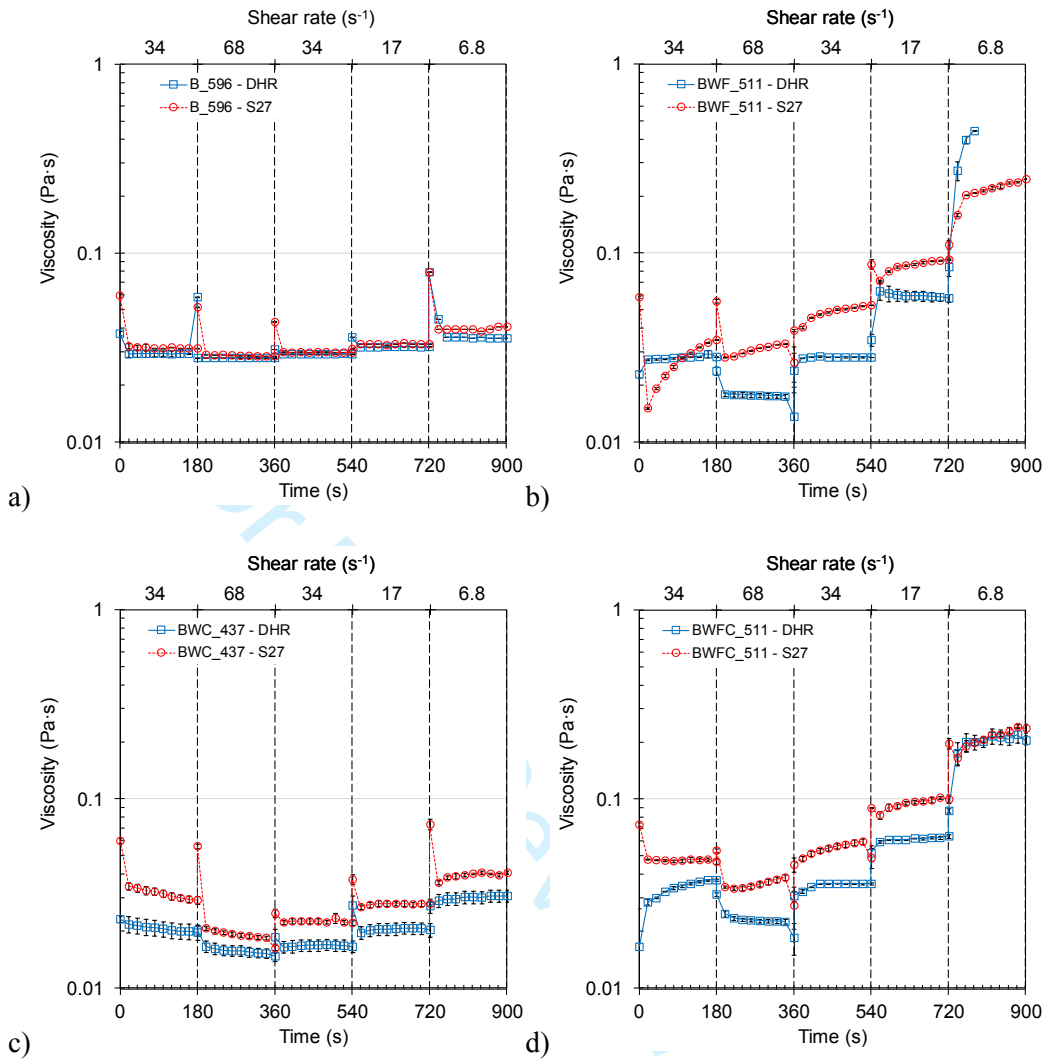 Shear rate (s⁻¹)
34 68 34 17 6.8
1
B_596 - DHR
B_596 - S27
Viscosity (Pa·s)
0.1
0.01
0 180 360 540 720 900
Time (s)
a)
Shear rate (s⁻¹)
34 68 34 17 6.8
1
BWF_511 - DHR
BWF_511 - S27
Viscosity (Pa·s)
0.1
0.01
0 180 360 540 720 900
Time (s)
b)
Shear rate (s⁻¹)
34 68 34 17 6.8
1
BWC_437 - DHR
BWC_437 - S27
Viscosity (Pa·s)
0.1
0.01
0 180 360 540 720 900
Time (s)
c)
Shear rate (s⁻¹)
34 68 34 17 6.8
1
BWFC_511 - DHR
BWFC_511 - S27
Viscosity (Pa·s)
0.1
0.01
0 180 360 540 720 900
Time (s)
d)